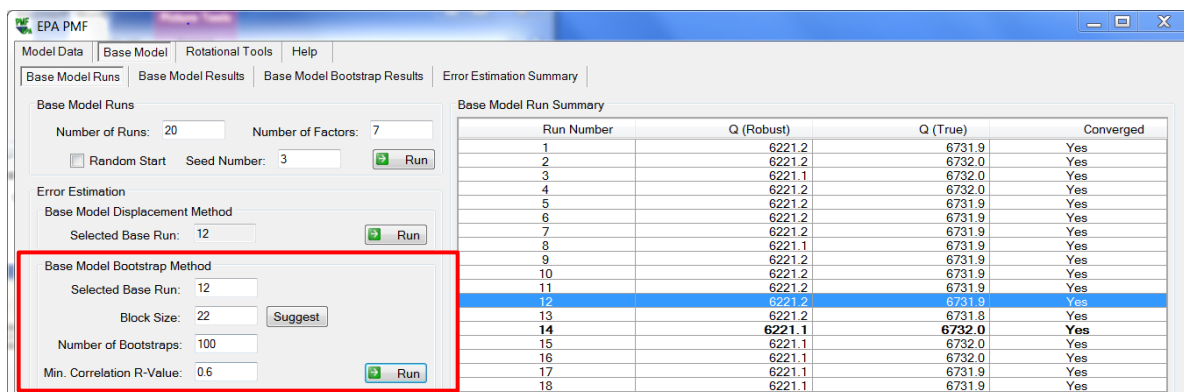 EPA PMF
Model Data Base Model Rotational Tools Help
Base Model Runs Base Model Results Base Model Bootstrap Results Error Estimation Summary
Base Model Runs
Number of Runs: 20 Number of Factors: 7
Random Start Seed Number: 3 Run
Error Estimation
Base Model Displacement Method
Selected Base Run: 12 Run
Base Model Bootstrap Method
Selected Base Run: 12
Block Size: 22 Suggest
Number of Bootstraps: 100
Min. Correlation R-Value: 0.6 Run
Base Model Run Summary
Run Number Q (Robust) Q (True) Converged
1 6221.2 6731.9 Yes
2 6221.2 6732.0 Yes
3 6221.1 6732.0 Yes
4 6221.2 6732.0 Yes
5 6221.2 6731.9 Yes
6 6221.2 6731.9 Yes
7 6221.2 6731.9 Yes
8 6221.1 6731.9 Yes
9 6221.2 6731.9 Yes
10 6221.2 6731.9 Yes
11 6221.2 6731.9 Yes
12 6221.2 6731.9 Yes
13 6221.2 6731.8 Yes
14 6221.1 6732.0 Yes
15 6221.1 6732.0 Yes
16 6221.1 6732.0 Yes
17 6221.1 6731.9 Yes
18 6221.1 6731.9 Yes